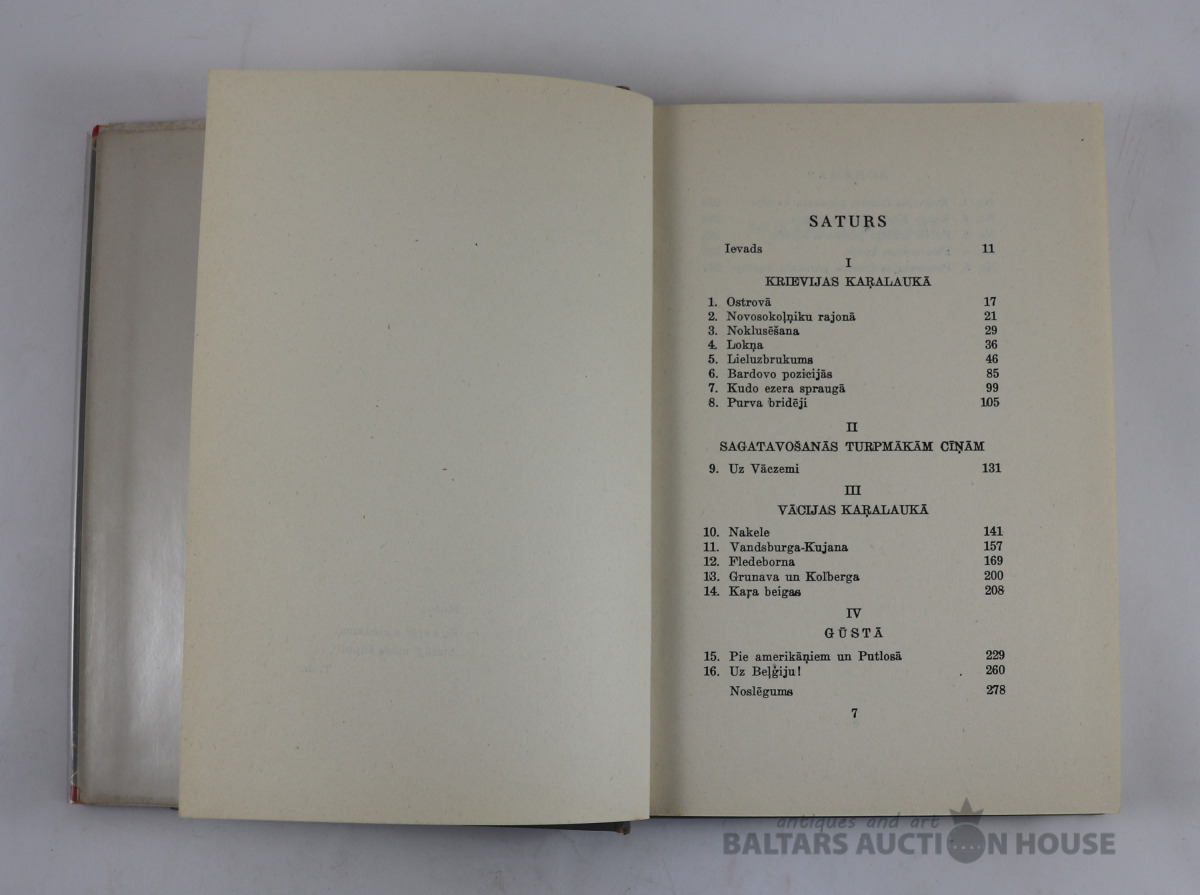 SATURS
Ievads 11
I
KRIEVIJAS KAŖALAUKĀ
1. Ostrovā 17
2. Novosokoļņiku rajonā 21
3. Noklusēšana 29
4. Lokņa 36
5. Lieluzbrukums 46
6. Bardovo pozicijās 85
7. Kudo ezera spraugā 99
8. Purva bridēji 105
II
SAGATAVOŠANĀS TURPMĀKĀM CĪŅĀM
9. Uz Vāczemi 131
III
VĀCIJAS KAŖALAUKĀ
10. Nakele 141
11. Vandsburga-Kujana 157
12. Fledeborna 169
13. Grunava un Kolberga 200
14. Kaŗa beigas 208
IV
GŪSTĀ
15. Pie amerikāņiem un Putlosā 229
16. Uz Beļģiju! 260
Noslēgums 278
7
antiques and art
BALTARS AUCTION HOUSE